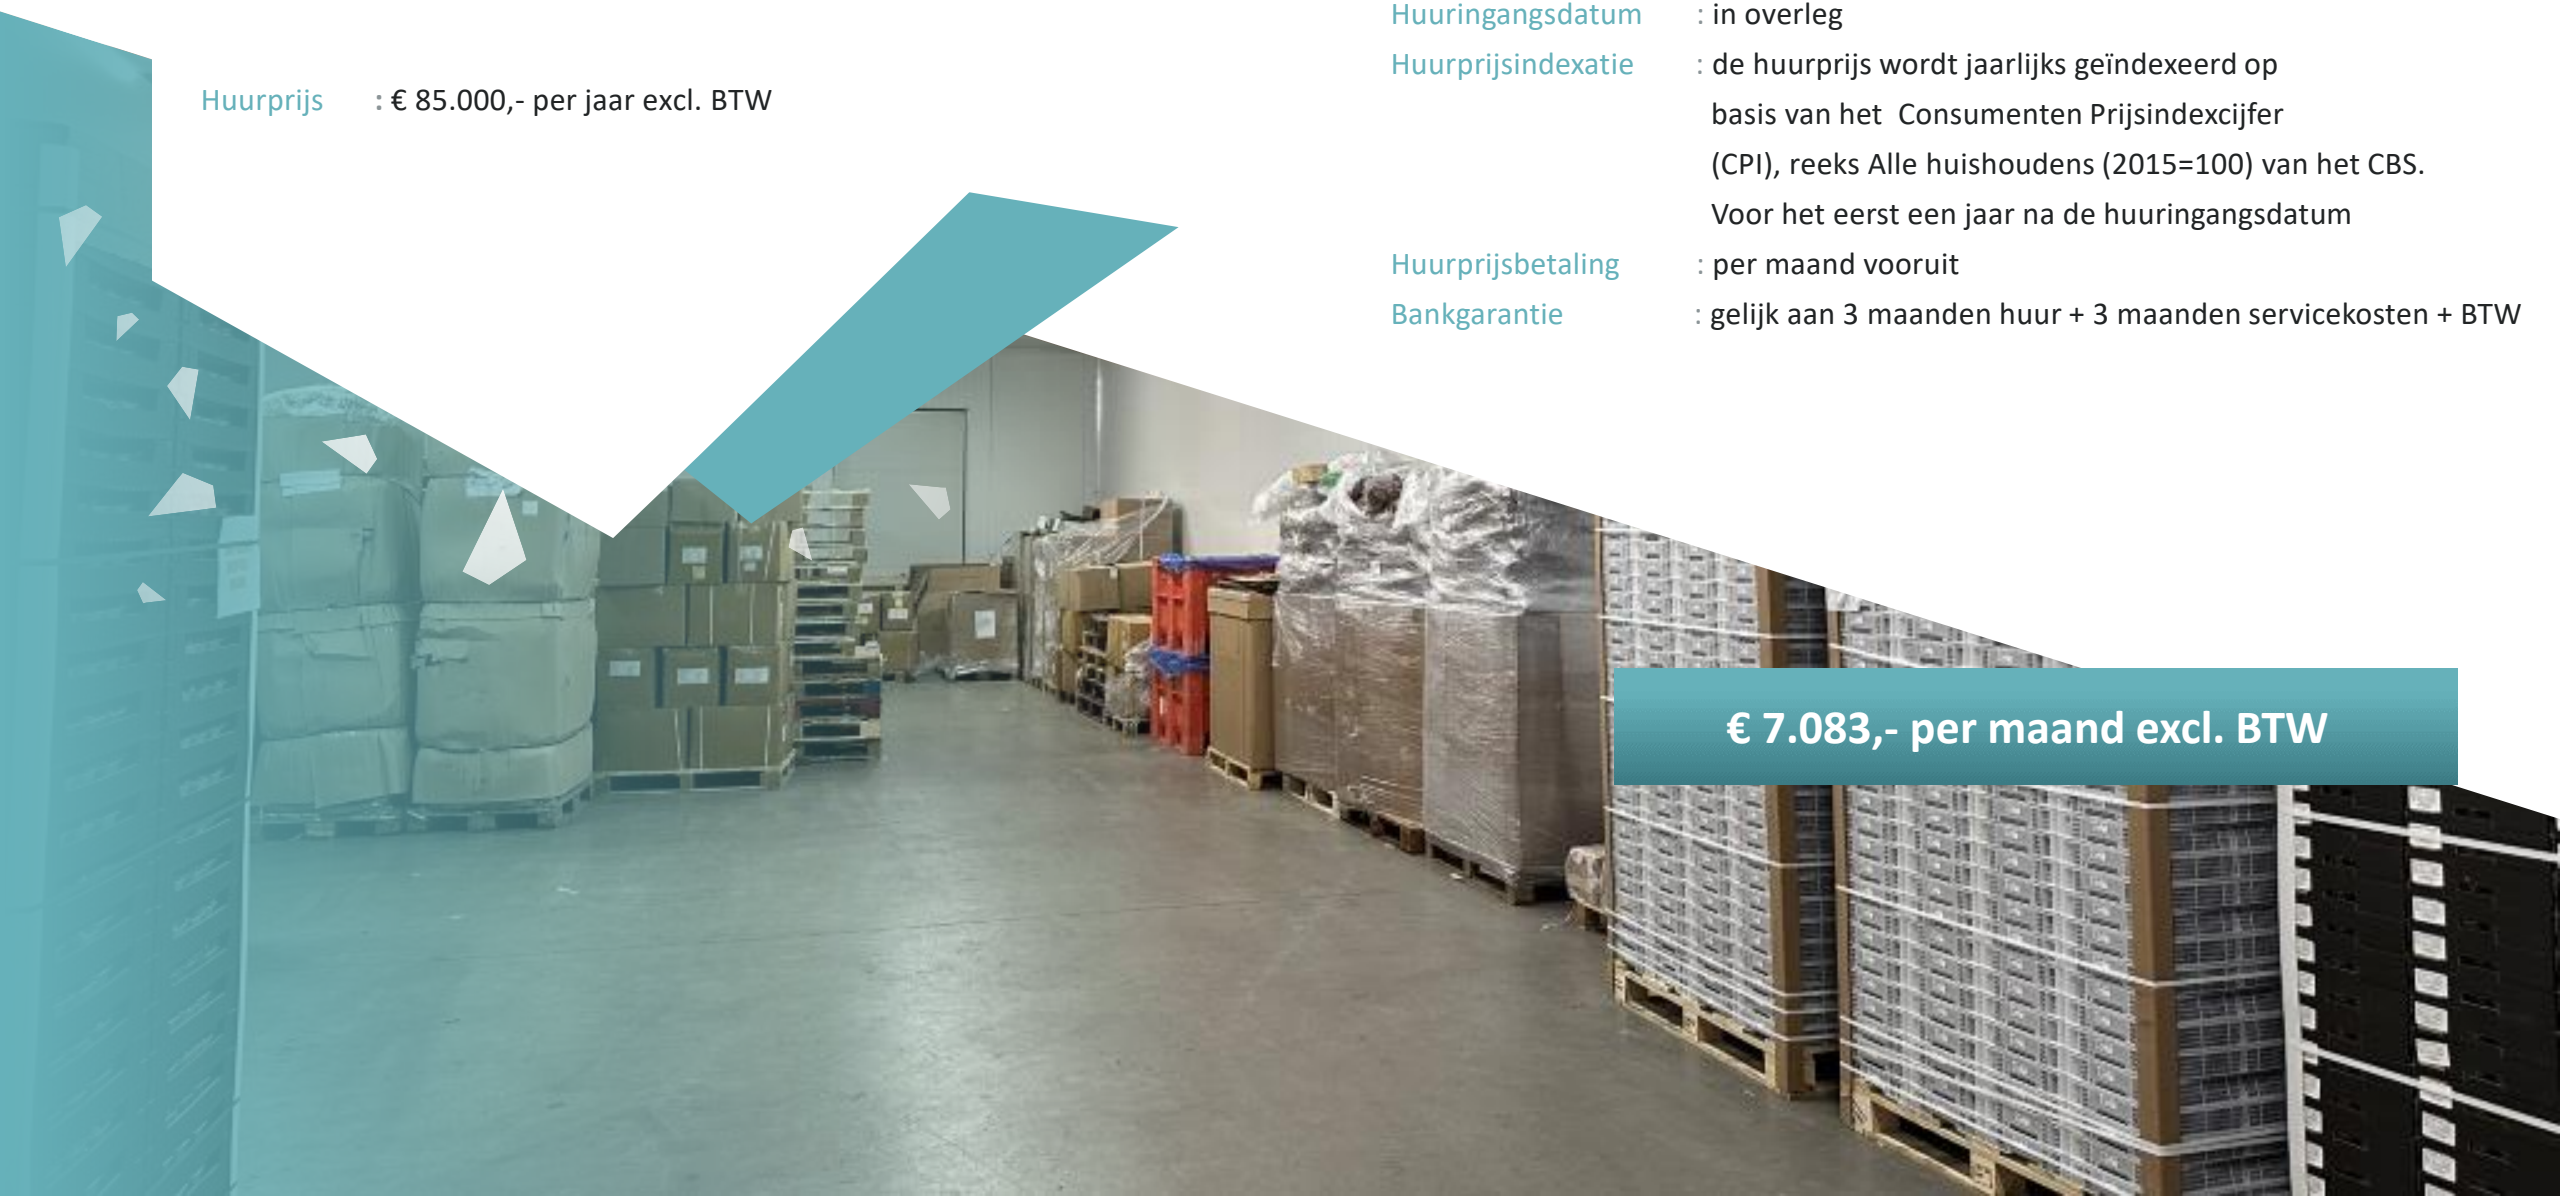 Huurprijs : € 85.000,- per jaar excl. BTW
Huuringangsdatum : in overleg
Huurprijsindexatie : de huurprijs wordt jaarlijks geïndexeerd op
basis van het Consumenten Prijsindexcijfer
(CPI), reeks Alle huishoudens (2015=100) van het CBS.
Voor het eerst een jaar na de huuringangsdatum
Huurprijsbetaling : per maand vooruit
Bankgarantie : gelijk aan 3 maanden huur + 3 maanden servicekosten + BTW
€ 7.083,- per maand excl. BTW